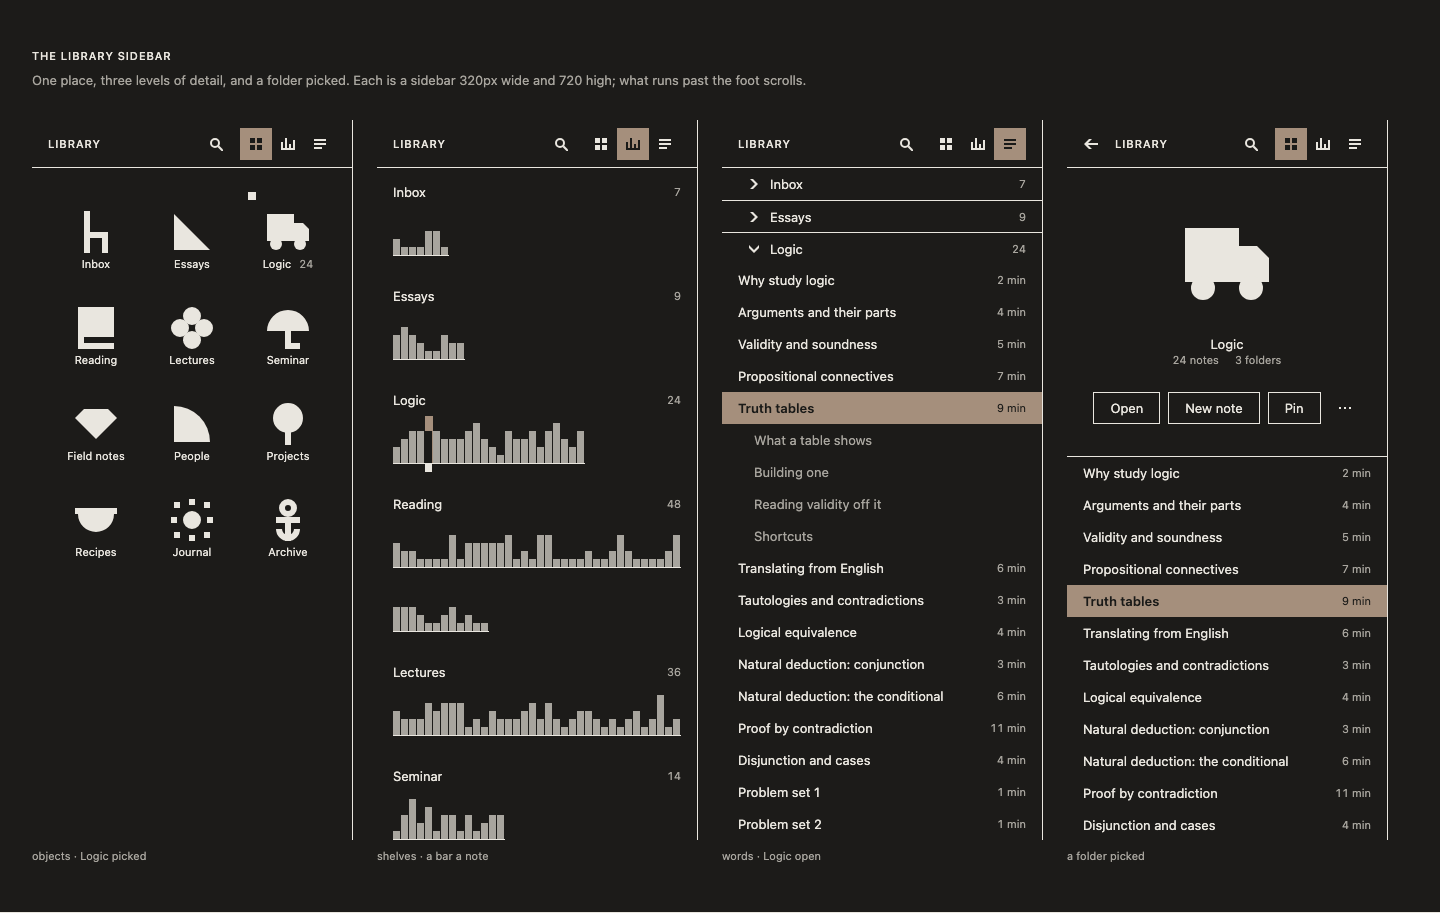 THE LIBRARY SIDEBAR
One place, three levels of detail, and a folder picked. Each is a sidebar 320px wide and 720 high; what runs past the foot scrolls.
LIBRARY
Inbox
Essays
Logic 24
Reading
Lectures
Seminar
Field notes
People
Projects
Recipes
Journal
Archive
objects · Logic picked
LIBRARY
Inbox 7
Essays 9
Logic 24
Reading 48
Lectures 36
Seminar 14
shelves · a bar a note
LIBRARY
Inbox 7
Essays 9
Logic 24
Why study logic 2 min
Arguments and their parts 4 min
Validity and soundness 5 min
Propositional connectives 7 min
Truth tables 9 min
What a table shows
Building one
Reading validity off it
Shortcuts
Translating from English 6 min
Tautologies and contradictions 3 min
Logical equivalence 4 min
Natural deduction: conjunction 3 min
Natural deduction: the conditional 6 min
Proof by contradiction 11 min
Disjunction and cases 4 min
Problem set 1 1 min
Problem set 2 1 min
words · Logic open
LIBRARY
Logic
24 notes 3 folders
Open New note Pin ...
Why study logic 2 min
Arguments and their parts 4 min
Validity and soundness 5 min
Propositional connectives 7 min
Truth tables 9 min
Translating from English 6 min
Tautologies and contradictions 3 min
Logical equivalence 4 min
Natural deduction: conjunction 3 min
Natural deduction: the conditional 6 min
Proof by contradiction 11 min
Disjunction and cases 4 min
a folder picked